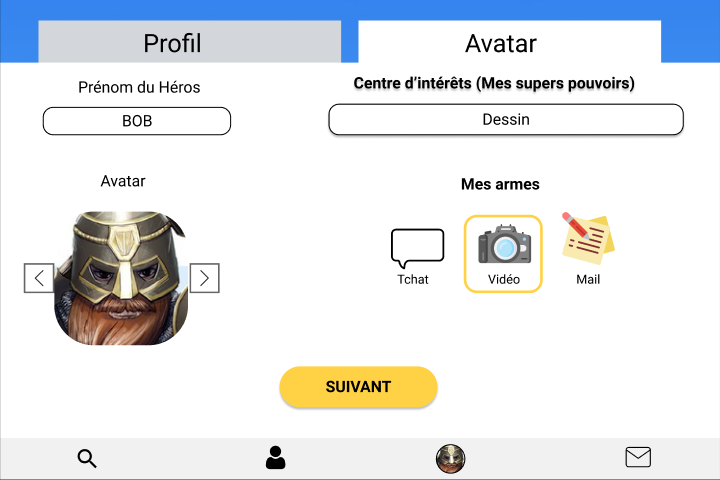 Profil
Avatar
Prénom du Héros
BOB
Centre d’intérêts (Mes supers pouvoirs)
Dessin
Avatar
Mes armes
Tchat
Vidéo
Mail
SUIVANT